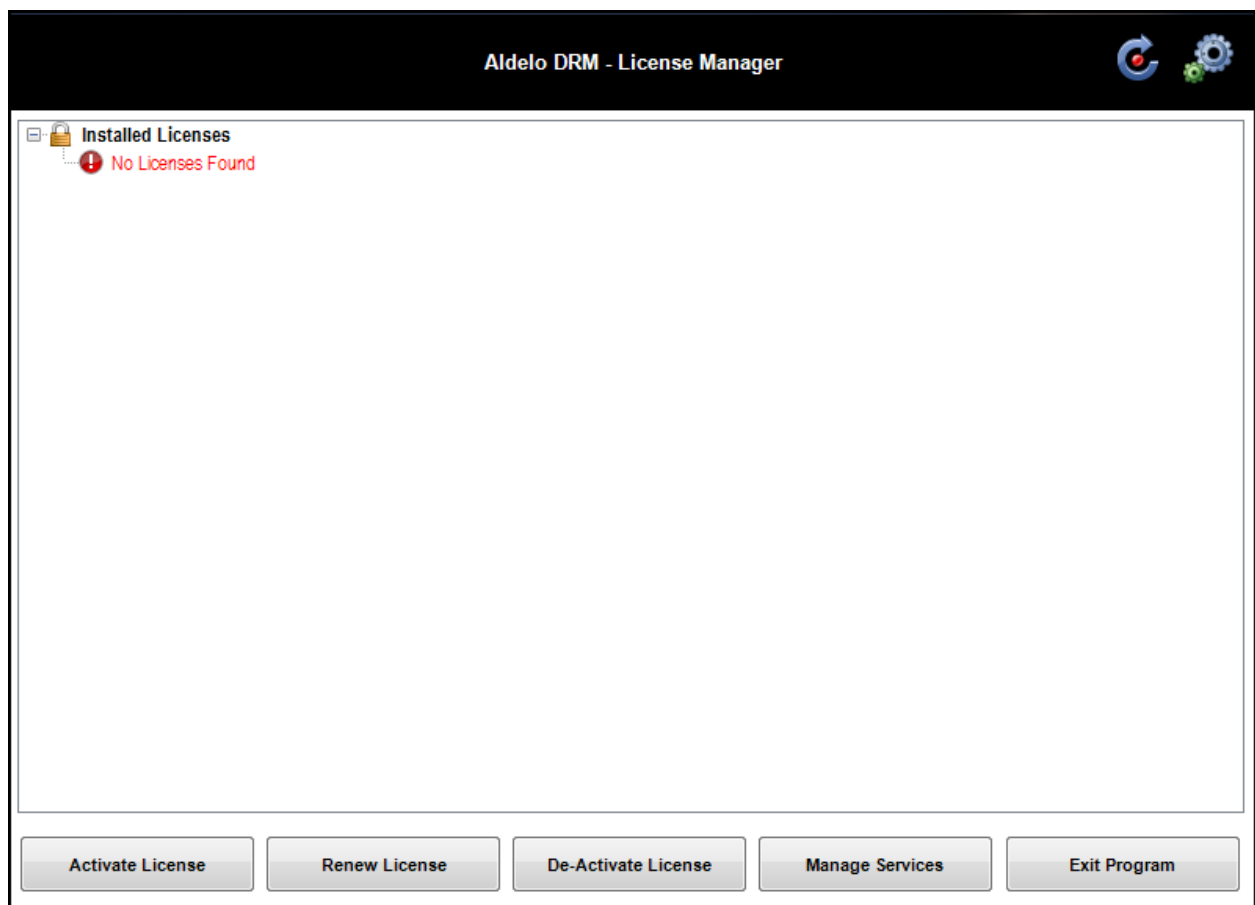 Aldelo DRM - License Manager
Installed Licenses
No Licenses Found
Activate License
Renew License
De-Activate License
Manage Services
Exit Program